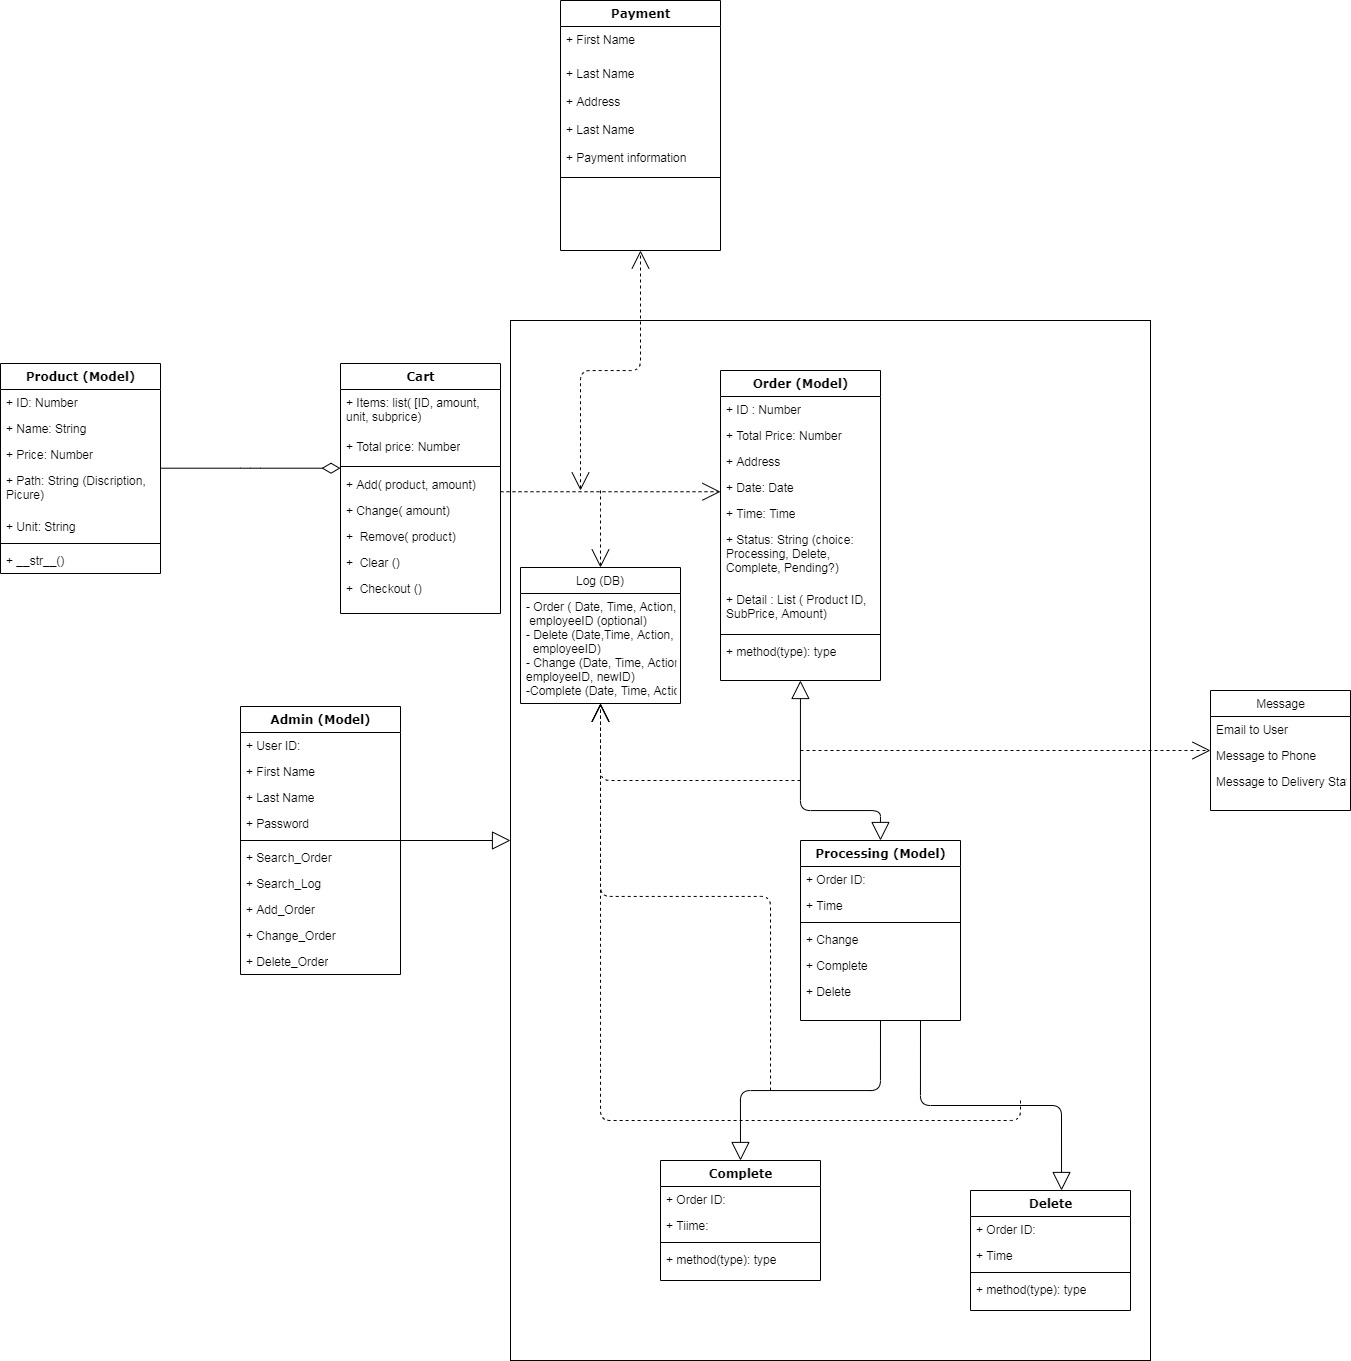 Payment
+ First Name
+ Last Name
+ Address
+ Last Name
+ Payment information
Product (Model)
+ ID: Number
+ Name: String
+ Price: Number
+ Path: String (Discription,
Picure)
+ Unit: String
+ __str__()
Cart
+ Items: list( [ID, amount,
unit, subprice)
+ Total price: Number
+ Add( product, amount)
+ Change( amount)
+ Remove( product)
+ Clear ()
+ Checkout ()
Order (Model)
+ ID : Number
+ Total Price: Number
+ Address
+ Date: Date
+ Time: Time
+ Status: String (choice:
Processing, Delete,
Complete, Pending?)
+ Detail : List ( Product ID,
SubPrice, Amount)
+ method(type): type
Log (DB)
- Order ( Date, Time, Action,
employeeID (optional)
- Delete (Date,Time, Action,
employeeID)
- Change (Date, Time, Action
employeeID, newID)
-Complete (Date, Time, Actic
Admin (Model)
+ User ID:
+ First Name
+ Last Name
+ Password
+ Search_Order
+ Search_Log
+ Add_Order
+ Change_Order
+ Delete_Order
Message
Email to User
Message to Phone
Message to Delivery Sta
Processing (Model)
+ Order ID:
+ Time
+ Change
+ Complete
+ Delete
Complete
+ Order ID:
+ Tiime:
+ method(type): type
Delete
+ Order ID:
+ Time
+ method(type): type